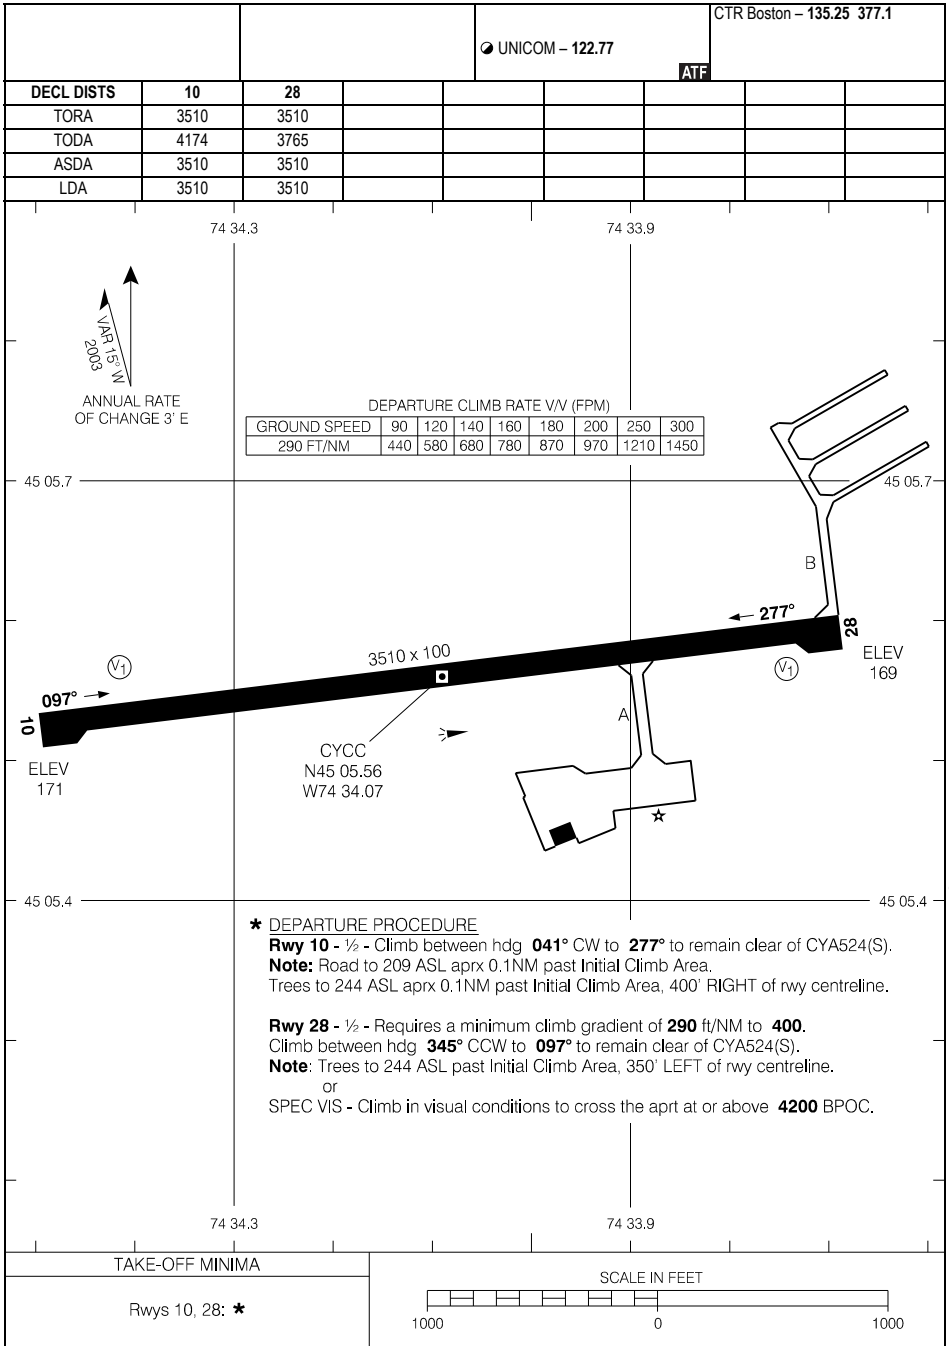 CTR Boston – 135.25 377.1
UNICOM – 122.77
ATF
DECL DISTS 10 28
TORA 3510 3510
TODA 4174 3765
ASDA 3510 3510
LDA 3510 3510
74 34.3 74 33.9
VAR 15° W
2003
ANNUAL RATE
OF CHANGE 3' E
DEPARTURE CLIMB RATE V/V (FPM)
GROUND SPEED 90 120 140 160 180 200 250 300
290 FT/NM 440 580 680 780 870 970 1210 1450
45 05.7 45 05.7
B
277°
28
ELEV
169
3510 x 100
V1
V1
097°
10
ELEV
171
A
CYCC
N45 05.56
W74 34.07
45 05.4 45 05.4
* DEPARTURE PROCEDURE
Rwy 10 - ½ - Climb between hdg 041° CW to 277° to remain clear of CYA524(S).
Note: Road to 209 ASL aprx 0.1NM past Initial Climb Area.
Trees to 244 ASL aprx 0.1NM past Initial Climb Area, 400' RIGHT of rwy centreline.
Rwy 28 - ½ - Requires a minimum climb gradient of 290 ft/NM to 400.
Climb between hdg 345° CCW to 097° to remain clear of CYA524(S).
Note: Trees to 244 ASL past Initial Climb Area, 350' LEFT of rwy centreline.
or
SPEC VIS - Climb in visual conditions to cross the aprt at or above 4200 BPOC.
74 34.3 74 33.9
TAKE-OFF MINIMA
Rwys 10, 28: *
SCALE IN FEET
1000 0 1000